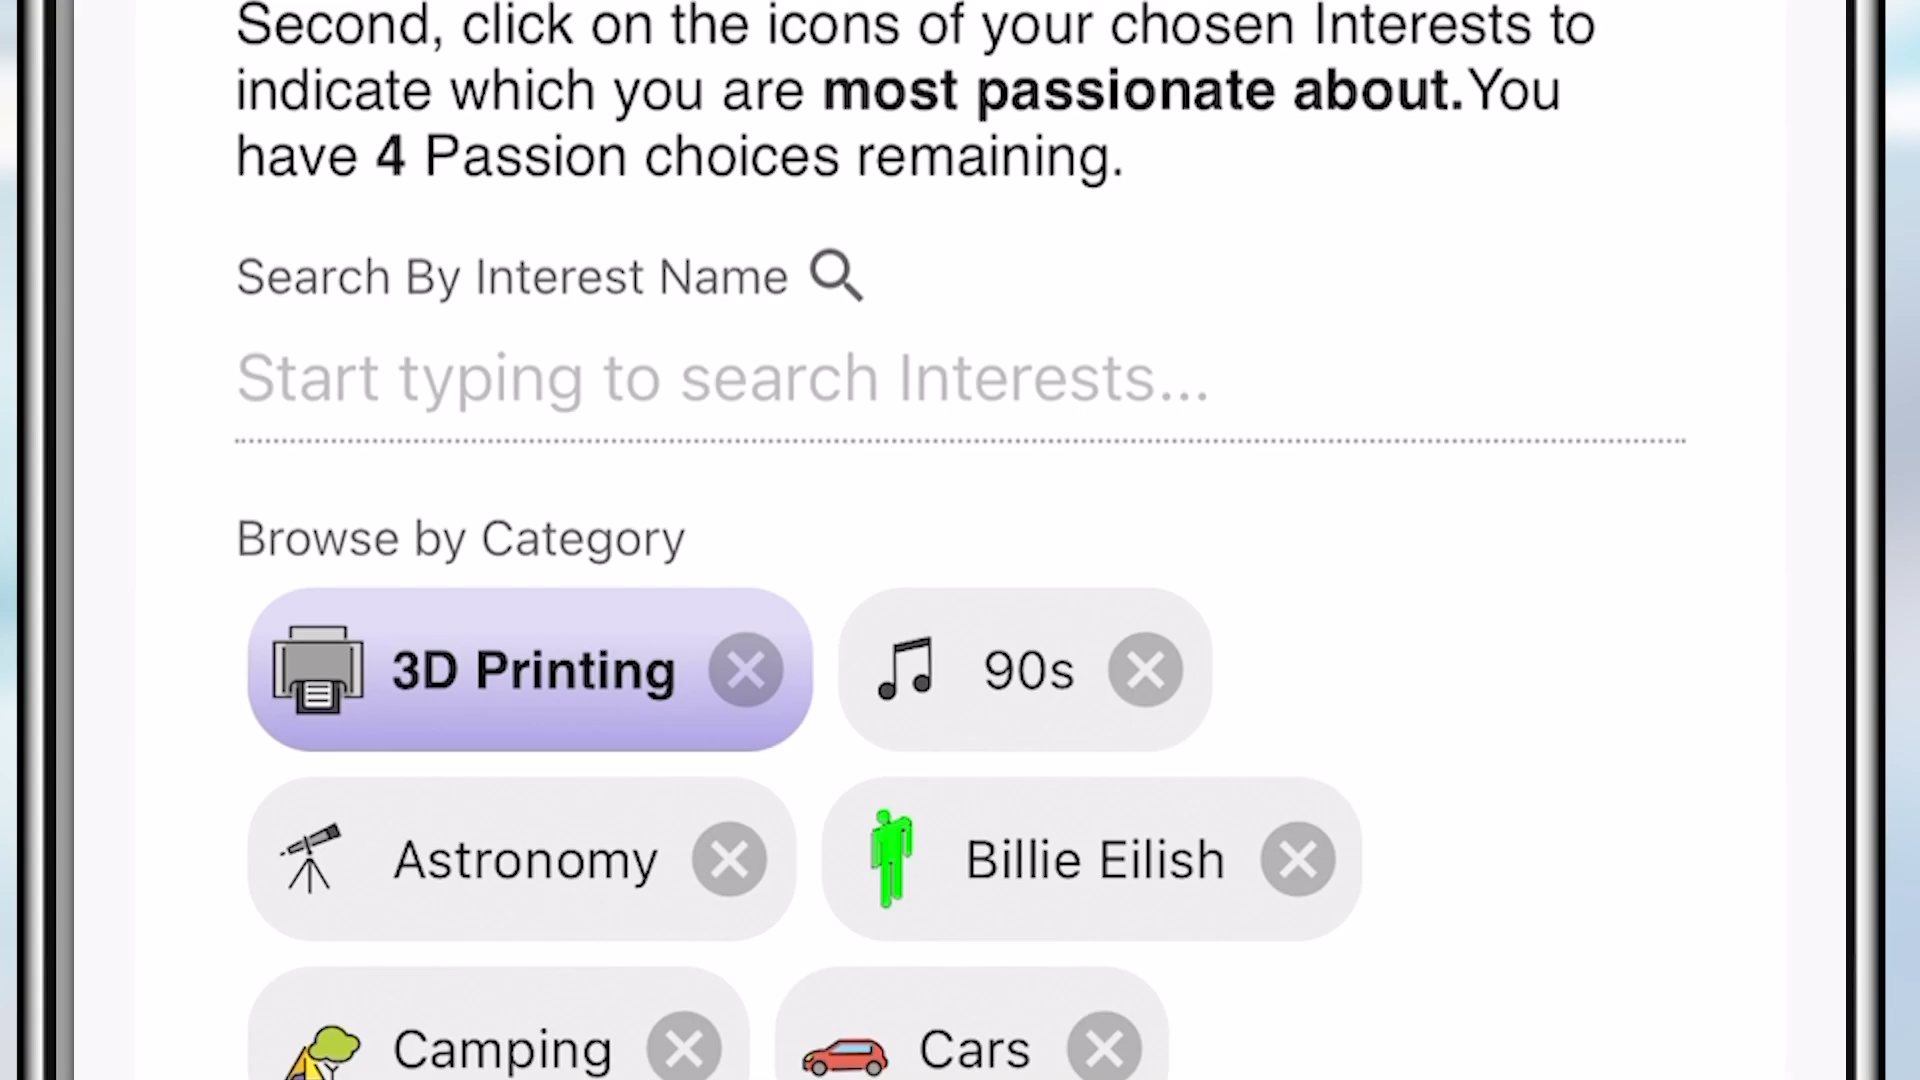 Second, click on the icons of your chosen Interests to
indicate which you are most passionate about.You
have 4 Passion choices remaining.
Search By Interest Name
Start typing to search Interests...
Browse by Category
3D Printing
90s
Astronomy
Billie Eilish
Camping
Cars